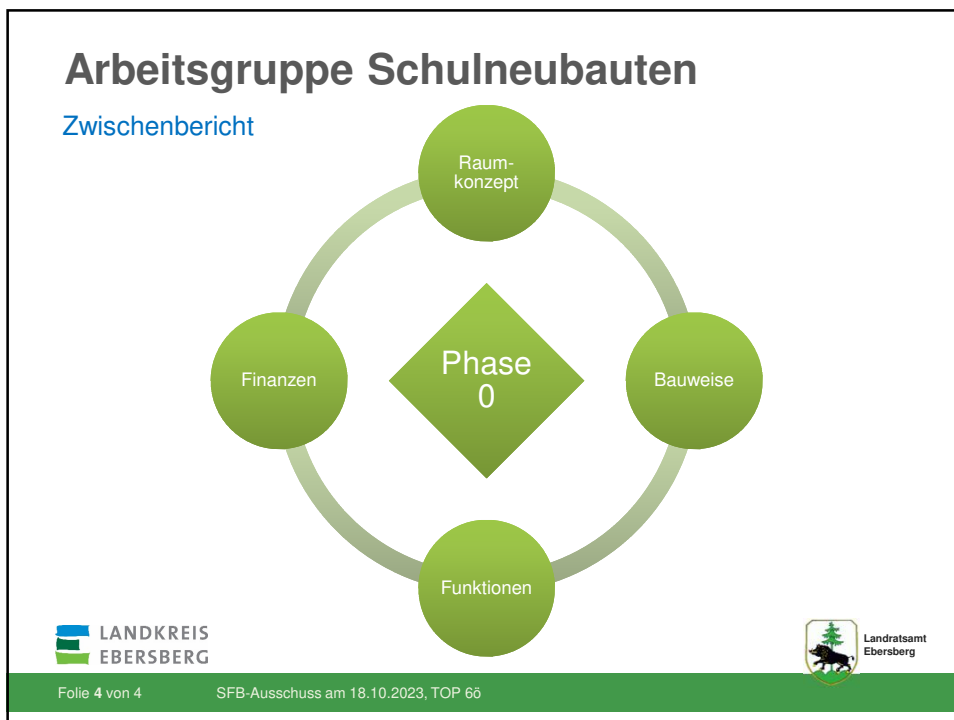 Arbeitsgruppe Schulneubauten
Zwischenbericht
Raum-
konzept
Finanzen
Phase
0
Bauweise
Funktionen
LANDKREIS
EBERSBERG
Landratsamt
Ebersberg
Folie 4 von 4
SFB-Ausschuss am 18.10.2023, TOP 6ö